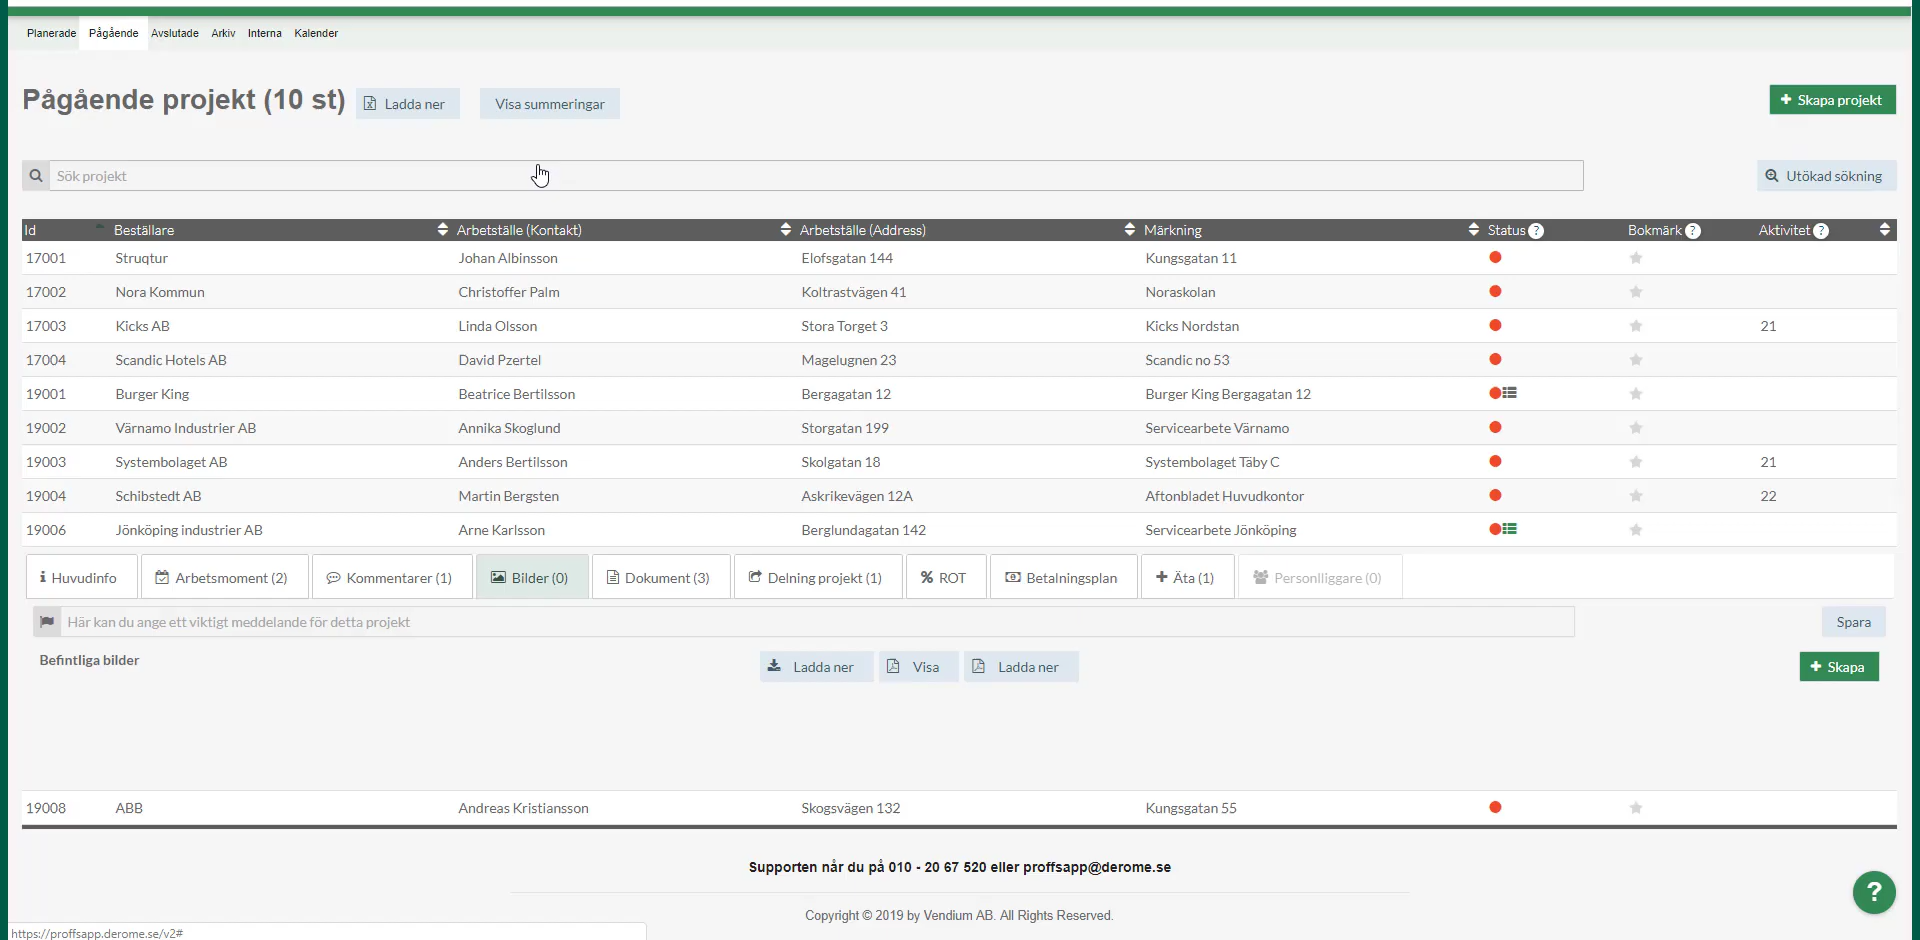 Planerade Pågående Avslutade Arkiv Interna Kalender
Pågående projekt (10 st) Ladda ner Visa summeringar + Skapa projekt
Sök projekt Utökad sökning
Id Beställare Arbetställe (Kontakt) Arbetställe (Address) Märkning Status ? Bokmärk ? Aktivitet ?
17001 Struqtur Johan Albinsson Elofsgatan 144 Kungsgatan 11
17002 Nora Kommun Christoffer Palm Koltrastvägen 41 Noraskolan
17003 Kicks AB Linda Olsson Stora Torget 3 Kicks Nordstan 21
17004 Scandic Hotels AB David Pzertel Magelugnen 23 Scandic no 53
19001 Burger King Beatrice Bertilsson Bergagatan 12 Burger King Bergagatan 12
19002 Värnamo Industrier AB Annika Skoglund Storgatan 199 Servicearbete Värnamo
19003 Systembolaget AB Anders Bertilsson Skolgatan 18 Systembolaget Täby C 21
19004 Schibstedt AB Martin Bergsten Askrikevägen 12A Aftonbladet Huvudkontor 22
19006 Jönköping industrier AB Arne Karlsson Berglundagatan 142 Servicearbete Jönköping
Huvudinfo Arbetsmoment (2) Kommentarer (1) Bilder (0) Dokument (3) Delning projekt (1) % ROT Betalningsplan + Äta (1) Personlliggare (0)
Här kan du ange ett viktigt meddelande för detta projekt Spara
Befintliga bilder Ladda ner Visa Ladda ner + Skapa
19008 ABB Andreas Kristiansson Skogsvägen 132 Kungsgatan 55
Supporten når du på 010 - 20 67 520 eller proffsapp@derome.se
?
Copyright © 2019 by Vendium AB. All Rights Reserved.
https://proffsapp.derome.se/v2#